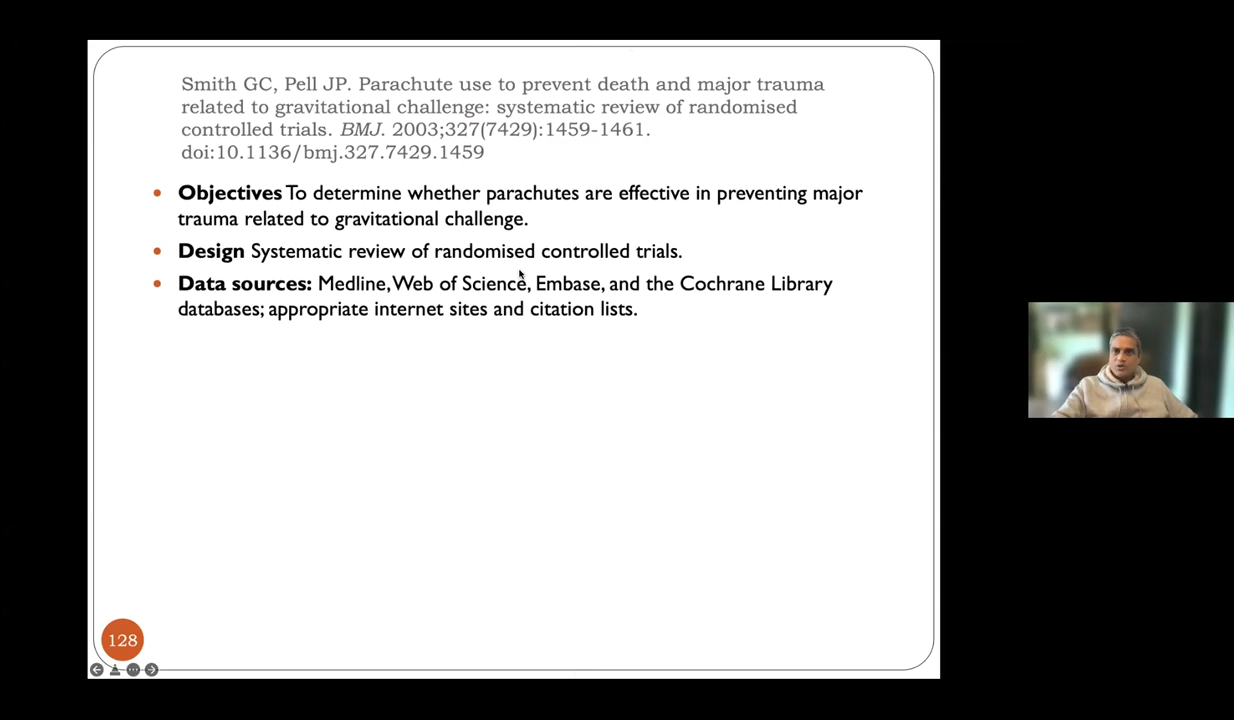 Smith GC, Pell JP. Parachute use to prevent death and major trauma
related to gravitational challenge: systematic review of randomised
controlled trials. BMJ. 2003;327(7429):1459-1461.
doi:10.1136/bmj.327.7429.1459
• Objectives To determine whether parachutes are effective in preventing major
trauma related to gravitational challenge.
• Design Systematic review of randomised controlled trials.
• Data sources: Medline, Web of Science, Embase, and the Cochrane Library
databases; appropriate internet sites and citation lists.
128